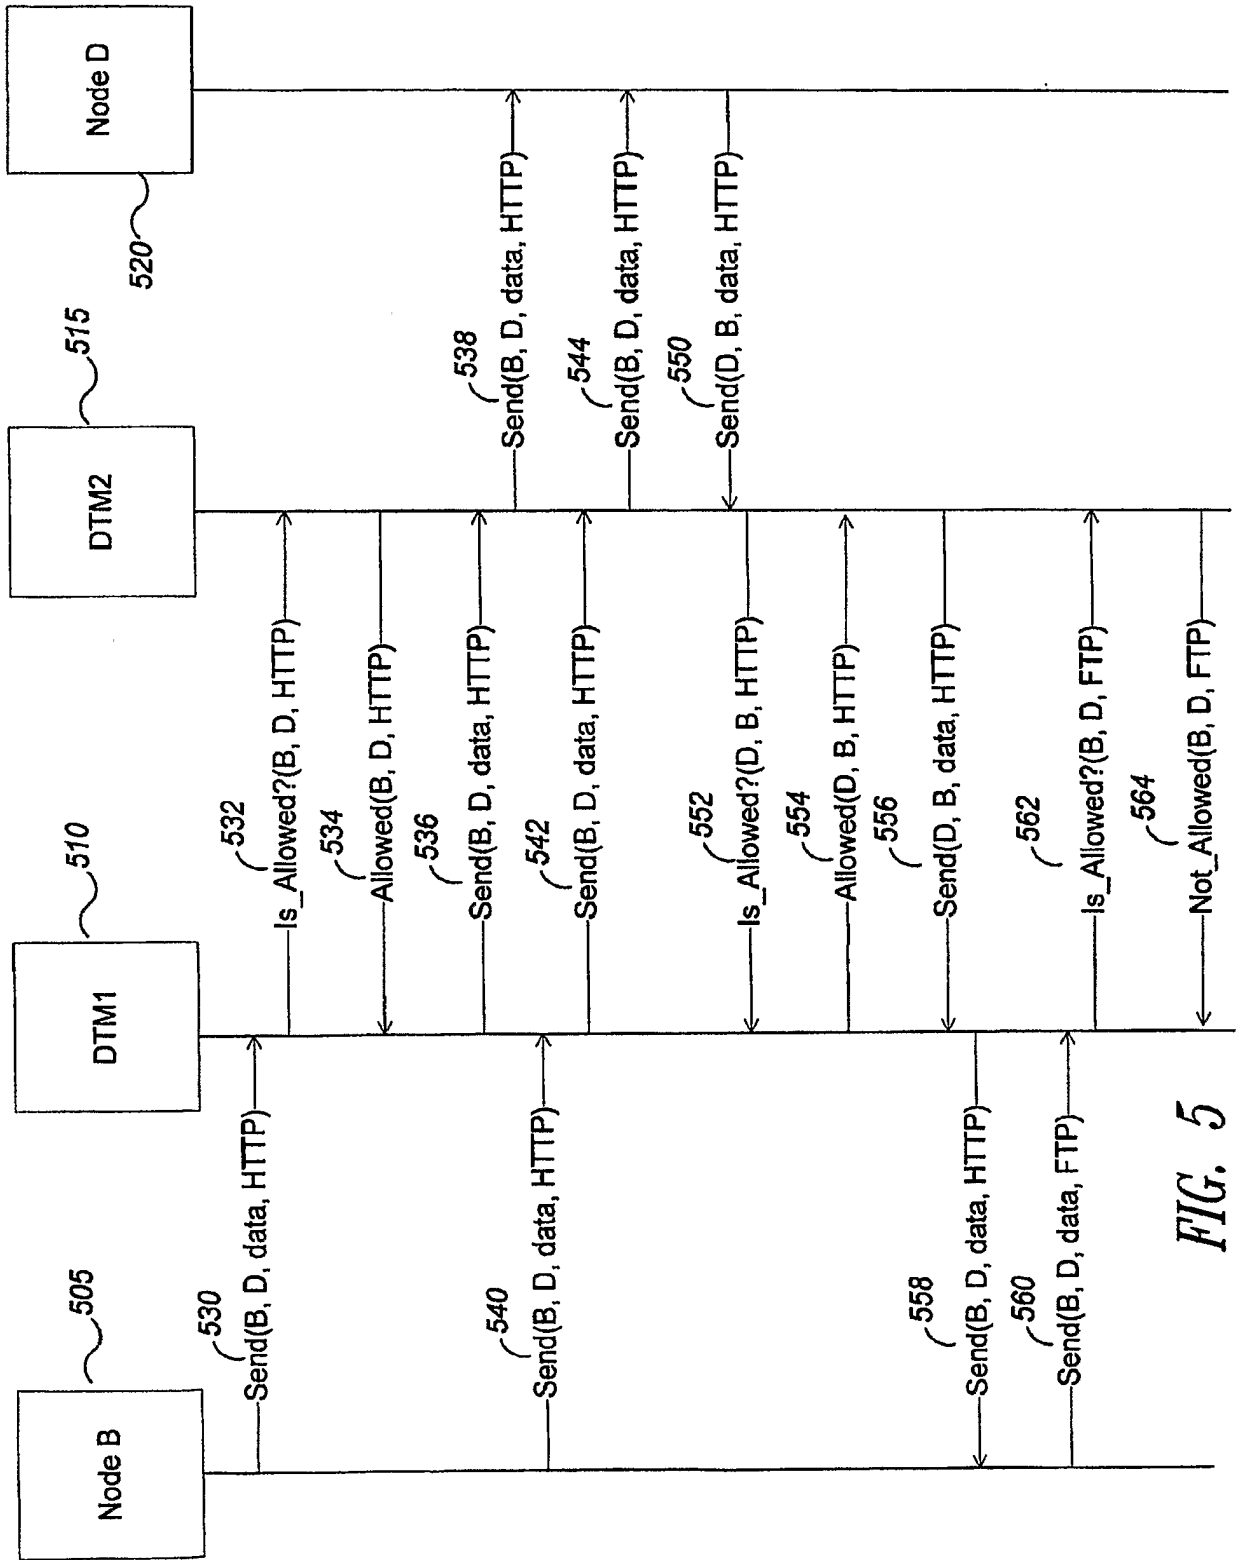 Node B
505
DTM1
510
DTM2
515
Node D
520
530
Send(B, D, data, HTTP)
532
Is_Allowed?(B, D, HTTP)
534
Allowed(B, D, HTTP)
536
Send(B, D, data, HTTP)
538
Send(B, D, data, HTTP)
540
Send(B, D, data, HTTP)
542
Send(B, D, data, HTTP)
544
Send(B, D, data, HTTP)
550
Send(D, B, data, HTTP)
552
Is_Allowed?(D, B, HTTP)
554
Allowed(D, B, HTTP)
556
Send(D, B, data, HTTP)
558
Send(B, D, data, HTTP)
560
Send(B, D, data, FTP)
562
Is_Allowed?(B, D, FTP)
564
Not_Allowed(B, D, FTP)
FIG. 5